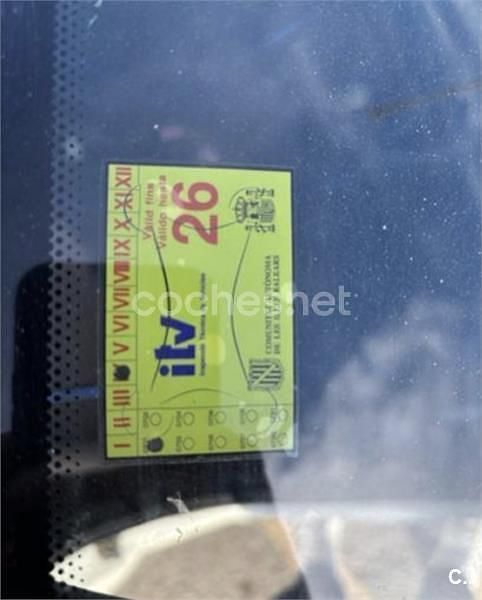 I II III V VI VII VIII IX X XI XII
Vàlid fins
Válido hasta
26
itv
COMUNITAT AUTÒNOMA
DE LES ILLES BALEARS
coches.net
C..